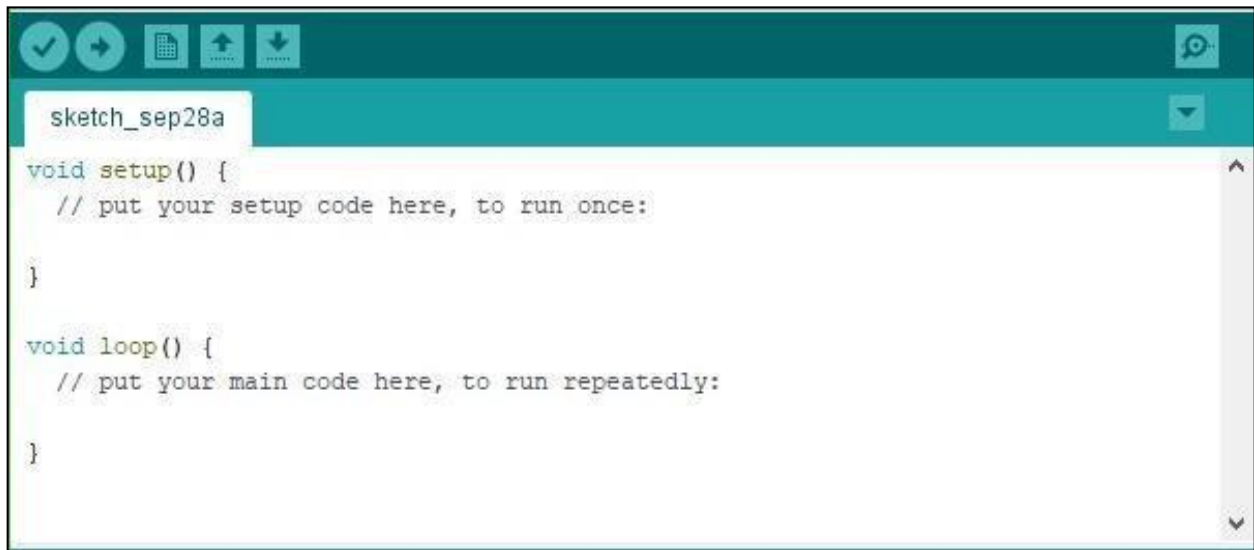 sketch_sep28a
void setup() {
  // put your setup code here, to run once:
}
void loop() {
  // put your main code here, to run repeatedly:
}